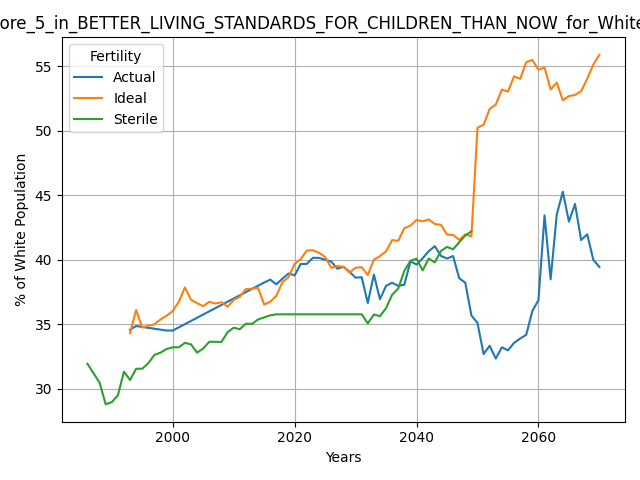 ore_5_in_BETTER_LIVING_STANDARDS_FOR_CHILDREN_THAN_NOW_for_White
Fertility
Actual
Ideal
Sterile
% of White Population
55
50
45
40
35
30
2000
2020
2040
2060
Years